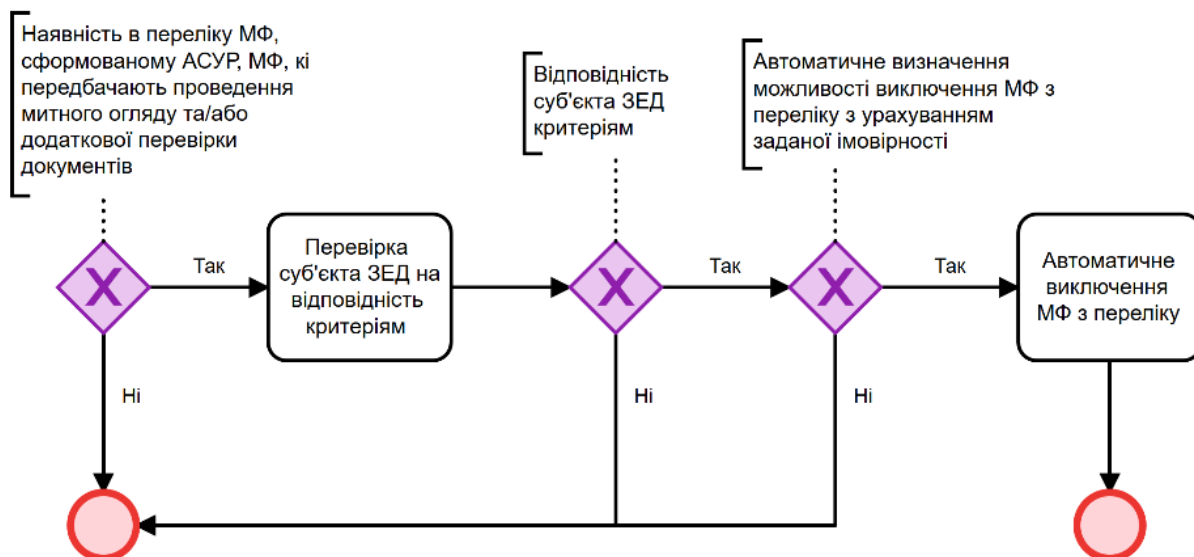 Наявність в переліку МФ,
сформованому АСУР, МФ, кі
передбачають проведення
митного огляду та/або
додаткової перевірки
документів
Відповідність
суб'єкта ЗЕД
критеріям
Автоматичне визначення
можливості виключення МФ з
переліку з урахуванням
заданої імовірності
X
Так
Перевірка
суб'єкта ЗЕД на
відповідність
критеріям
X
Так
X
Так
Автоматичне
виключення
МФ з переліку
Ні
Ні
Ні